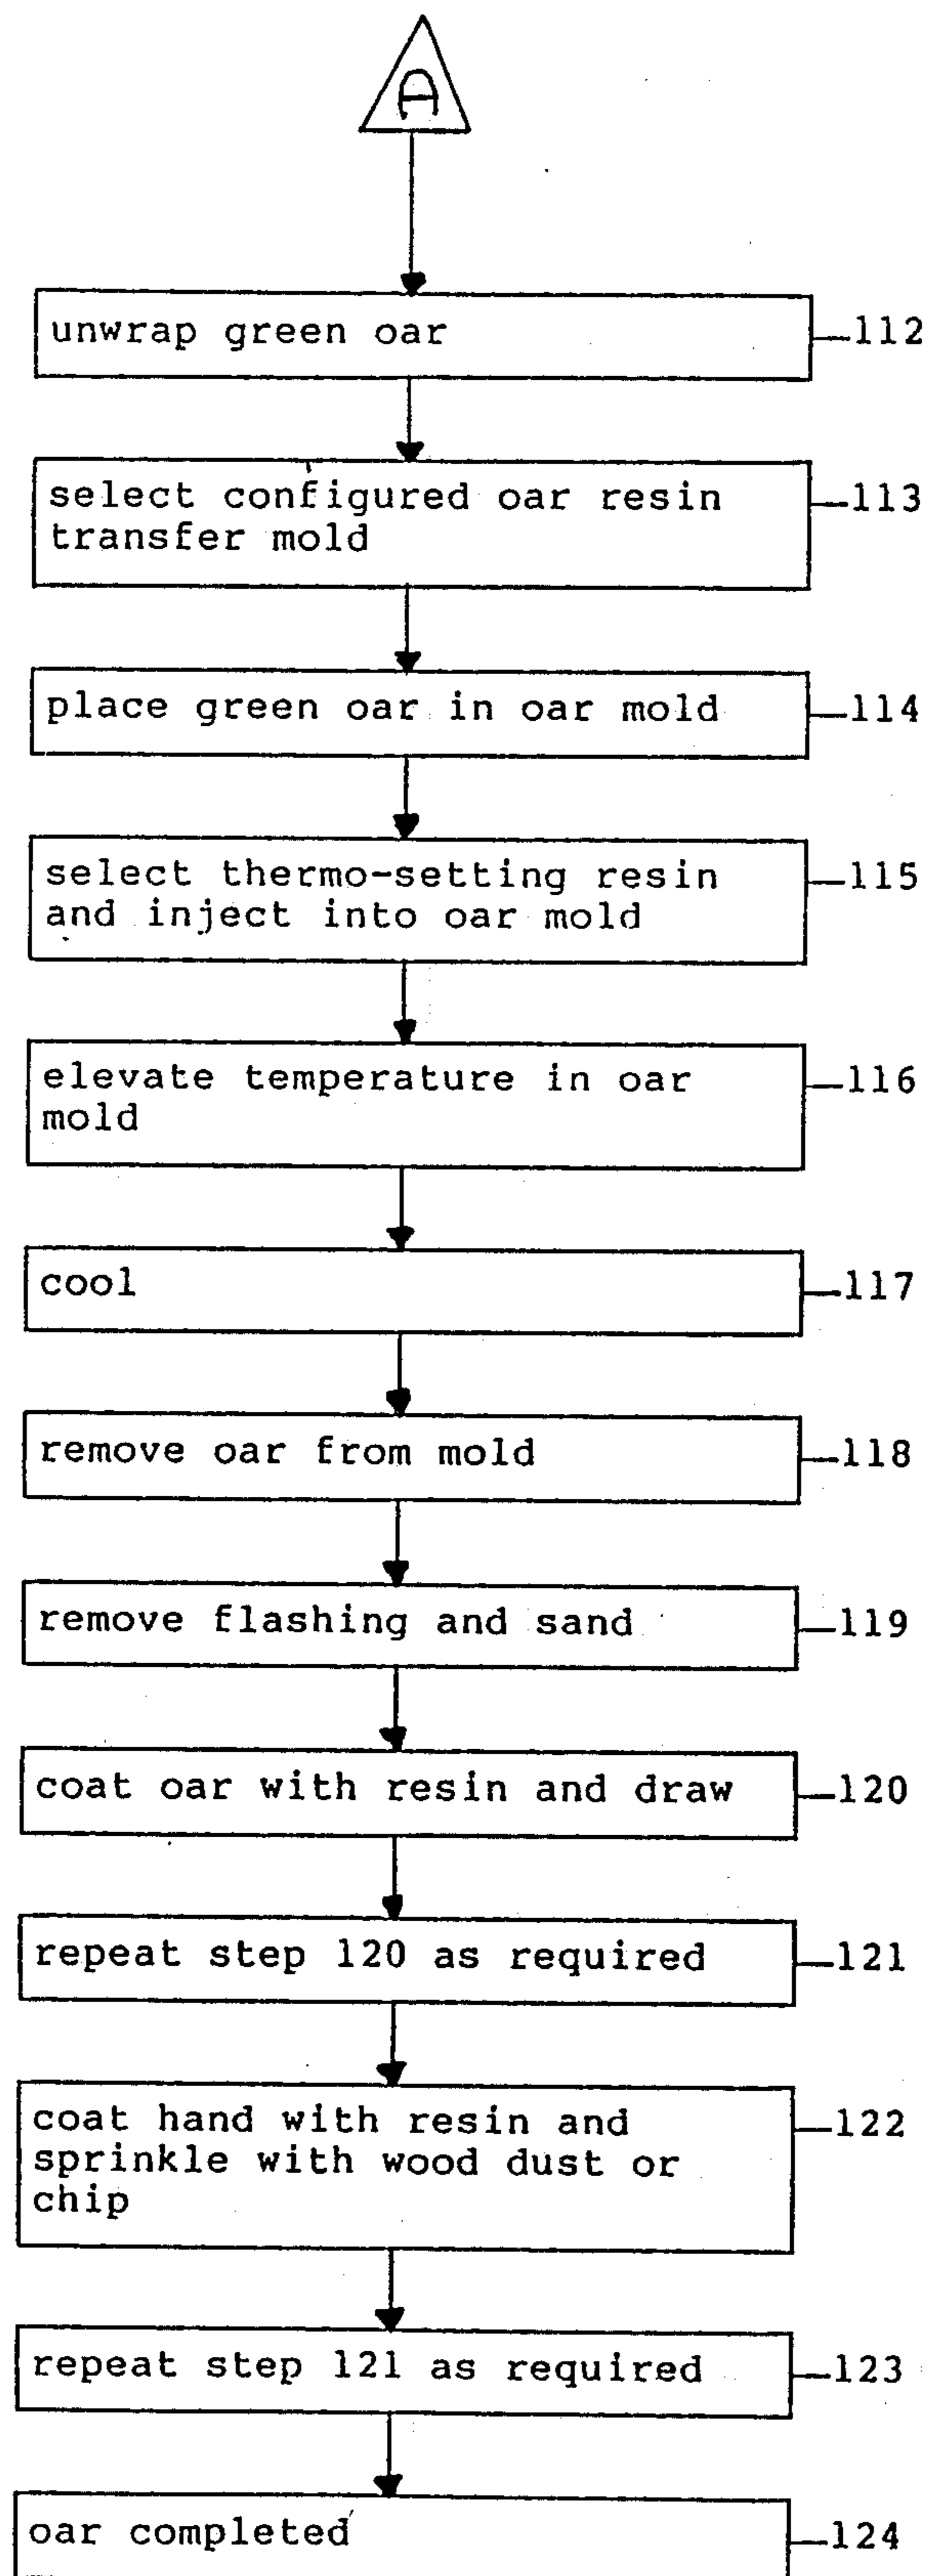 A
unwrap green oar
112
select configured oar resin
transfer mold
113
place green oar in oar mold
114
select thermo-setting resin
and inject into oar mold
115
elevate temperature in oar
mold
116
cool
117
remove oar from mold
118
remove flashing and sand
119
coat oar with resin and draw
120
repeat step 120 as required
121
coat hand with resin and
sprinkle with wood dust or
chip
122
repeat step 121 as required
123
oar completed
124